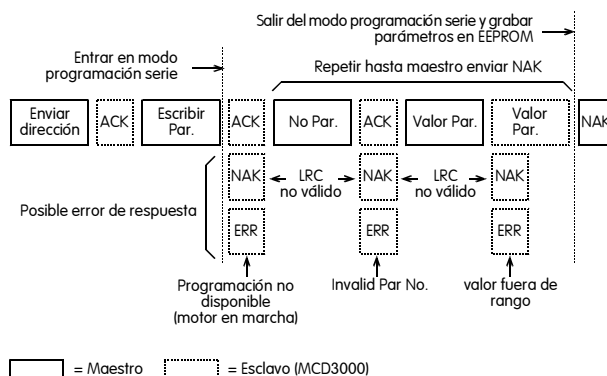 Salir del modo programación serie y grabar
parámetros en EEPROM
Entrar en modo
programación serie
Repetir hasta maestro enviar NAK
Enviar
dirección
ACK
Escribir
Par.
ACK
No Par.
ACK
Valor Par.
Valor
Par.
NAK
NAK
LRC
no válido
NAK
LRC
no válido
NAK
Posible error de respuesta
ERR
ERR
ERR
Programación no
disponible
(motor en marcha)
Invalid Par No.
valor fuera de
rango
= Maestro
= Esclavo (MCD3000)